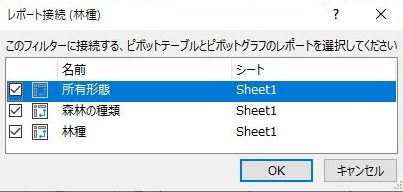 レポート接続 (林種)
このフィルターに接続する、ピボットテーブルとピボットグラフのレポートを選択してください
名前 シート
所有形態 Sheet1
森林の種類 Sheet1
林種 Sheet1
OK キャンセル